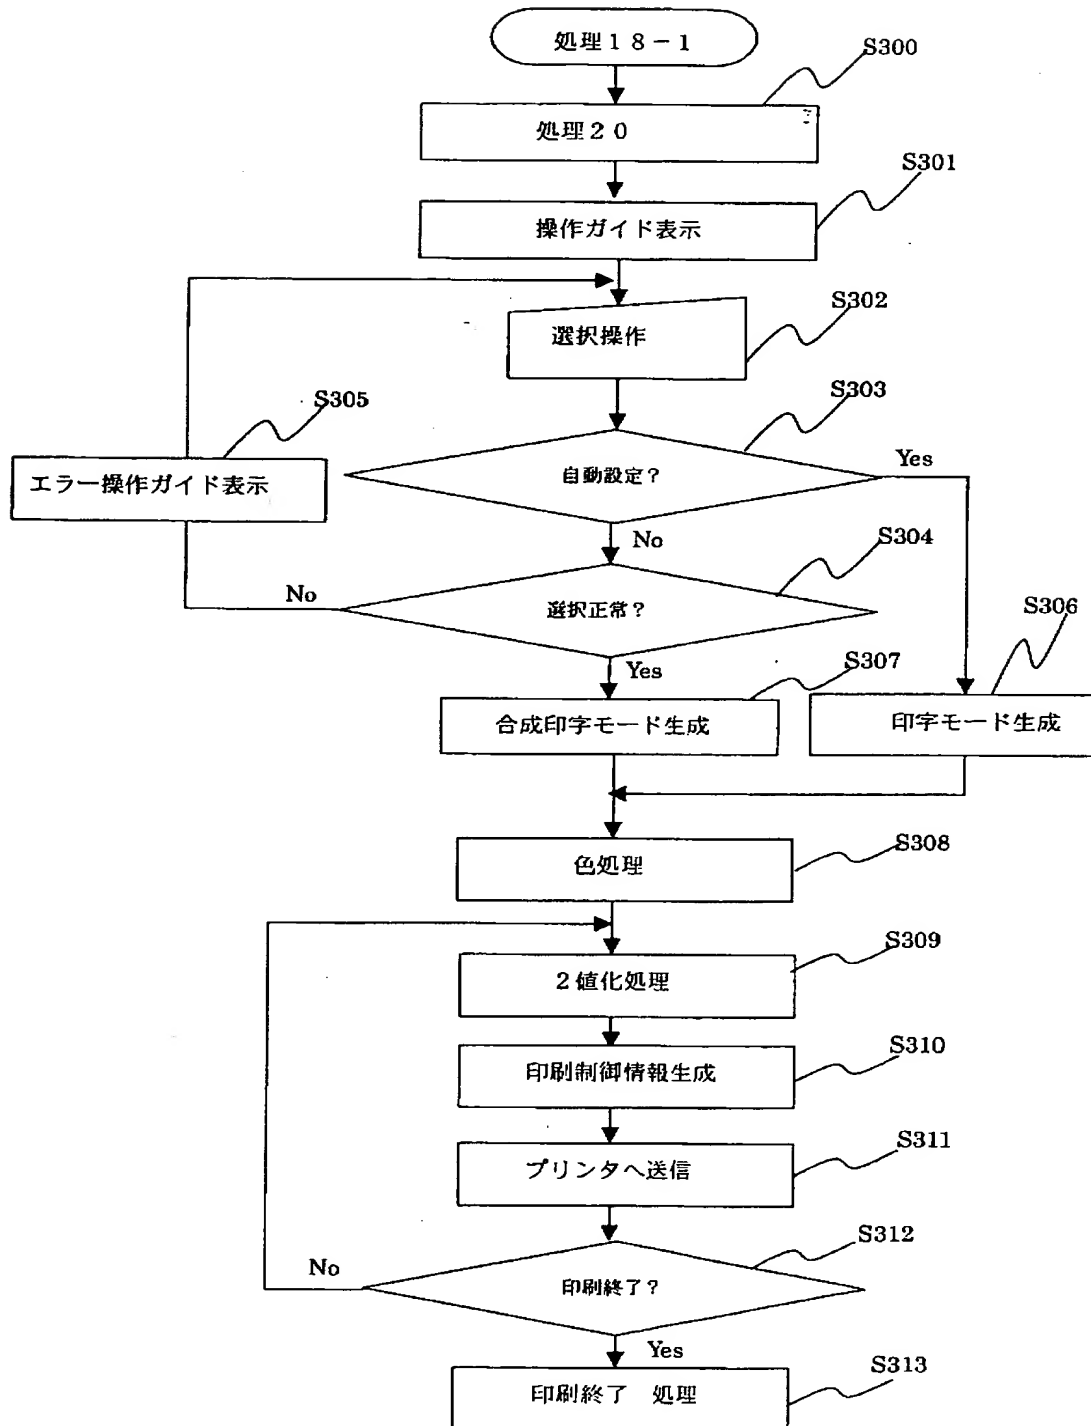 処理18-1
S300
処理20
S301
操作ガイド表示
S302
選択操作
S303
自動設定?
Yes
No
S305
エラー操作ガイド表示
S304
選択正常?
No
Yes
S306
印字モード生成
S307
合成印字モード生成
S308
色処理
S309
2値化処理
S310
印刷制御情報生成
S311
プリンタへ送信
S312
印刷終了?
No
Yes
S313
印刷終了 処理